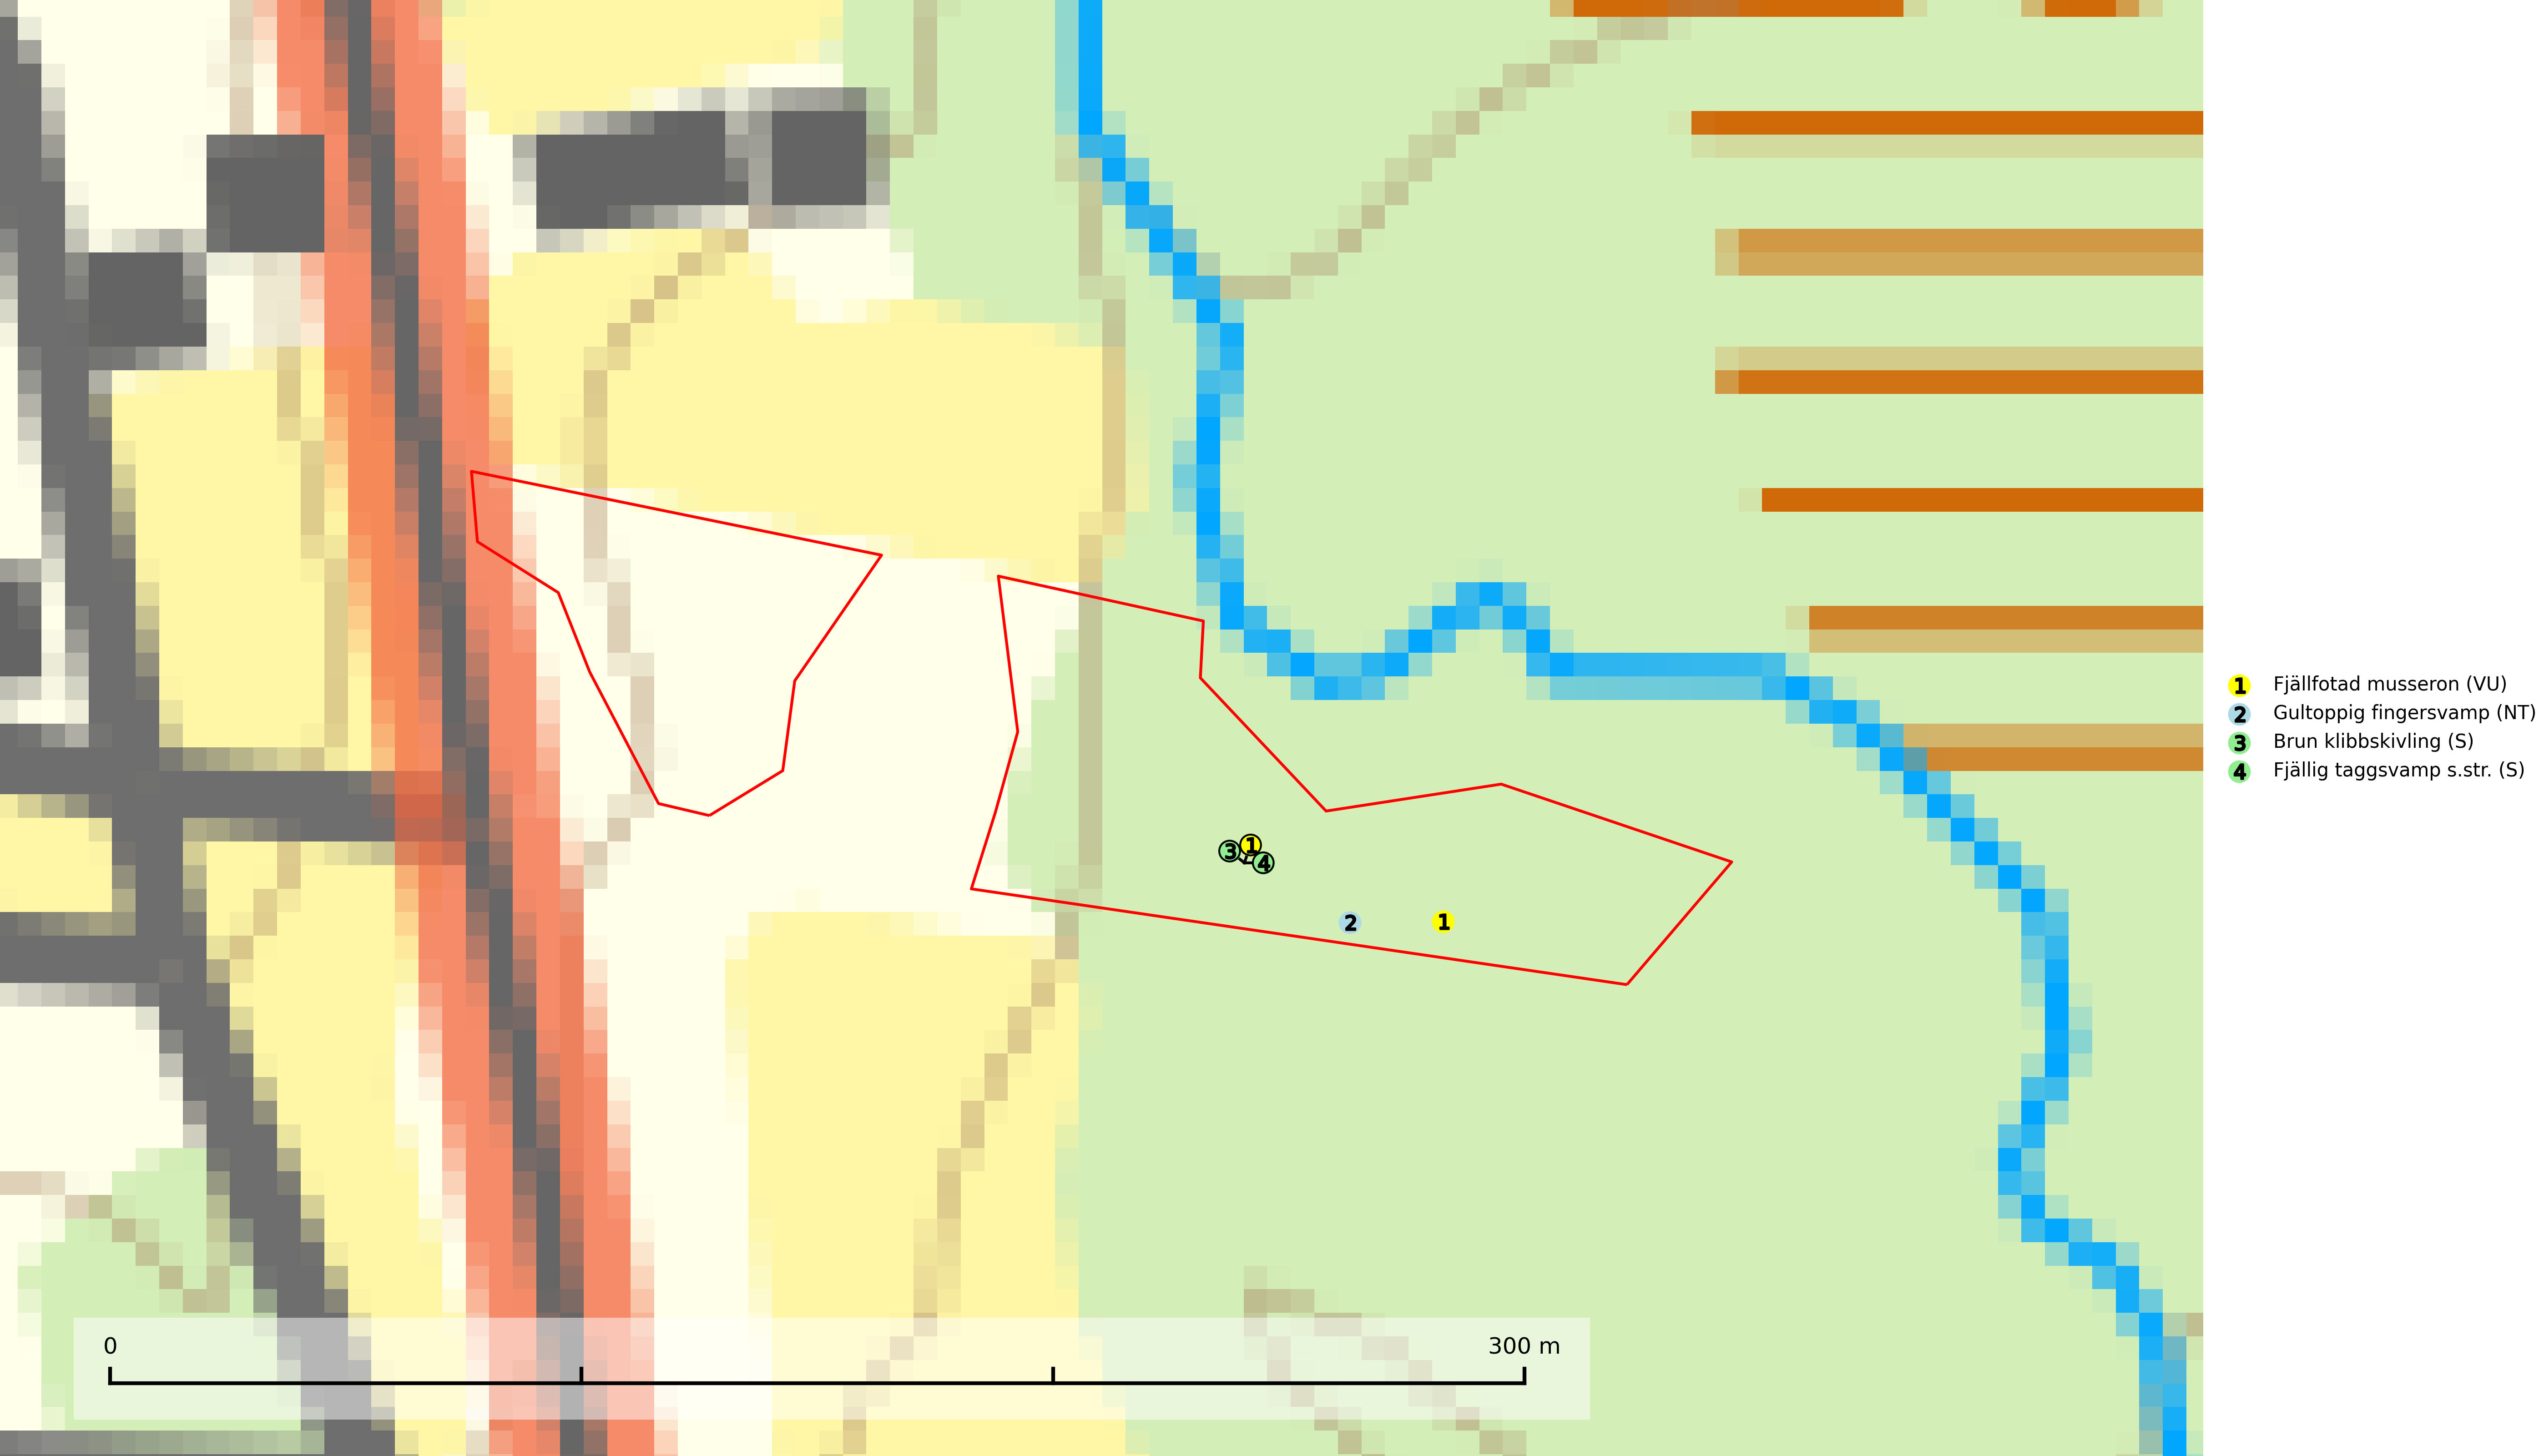 1 Fjällfotad musseron (VU)
2 Gultoppig fingersvamp (NT)
3 Brun klibbskivling (S)
4 Fjällig taggsvamp s.str. (S)
3 1 4
2 1
0 300 m